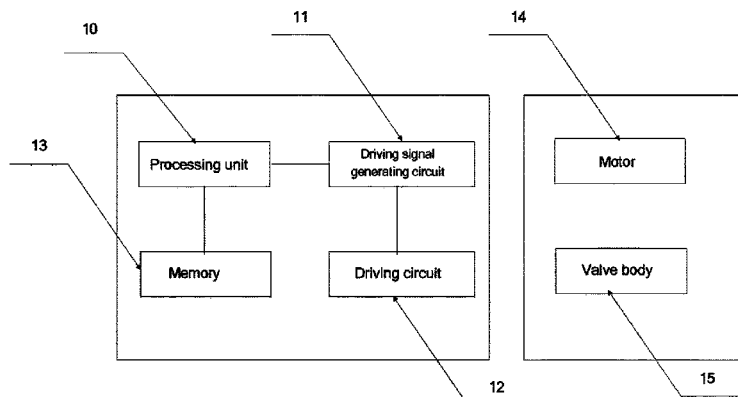 10
11
14
13
Processing unit
Driving signal
generating circuit
Motor
Memory
Driving circuit
Valve body
12
15